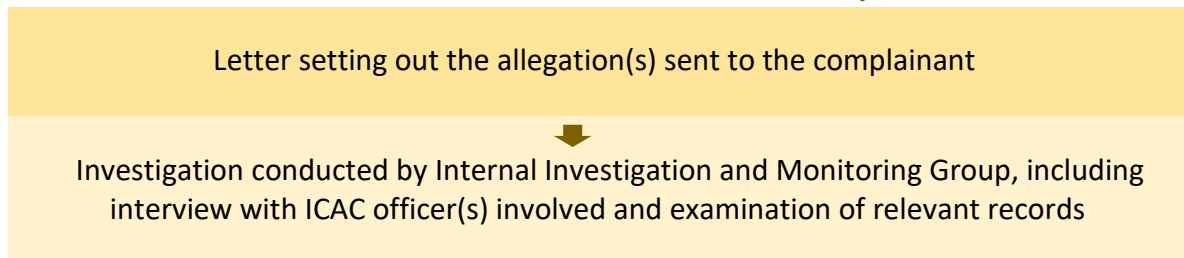 Letter setting out the allegation(s) sent to the complainant
Investigation conducted by Internal Investigation and Monitoring Group, including
interview with ICAC officer(s) involved and examination of relevant records